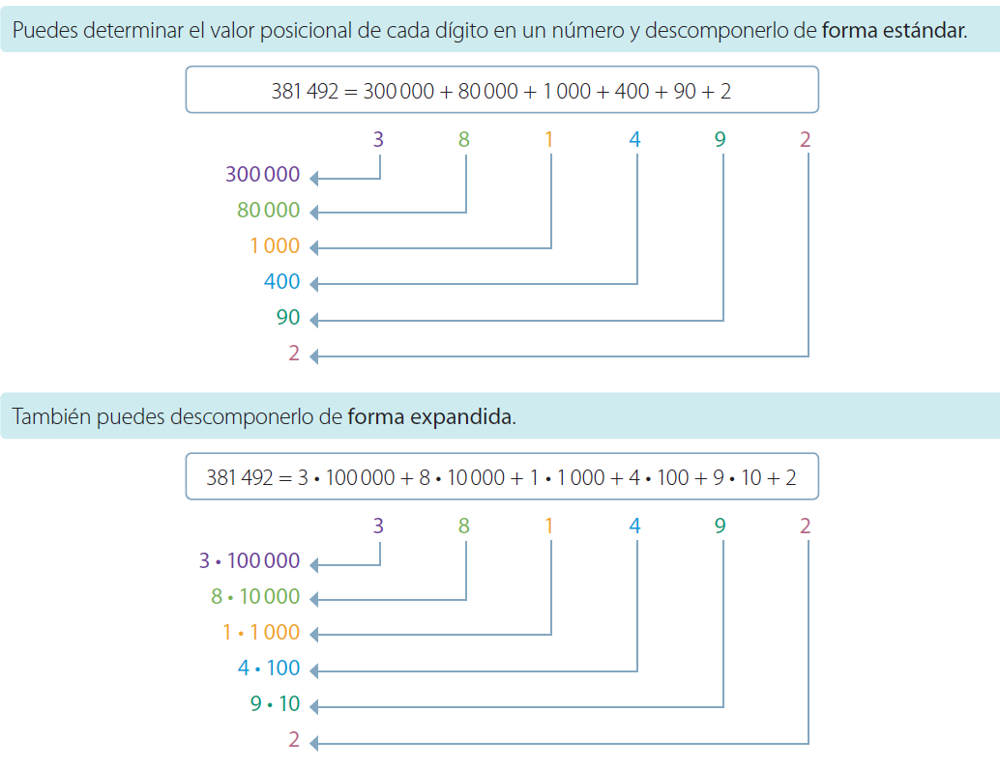 Puedes determinar el valor posicional de cada dígito en un número y descomponerlo de forma estándar.
381 492 = 300 000 + 80 000 + 1 000 + 400 + 90 + 2
3 8 1 4 9 2
300 000
80 000
1 000
400
90
2
También puedes descomponerlo de forma expandida.
381 492 = 3 • 100 000 + 8 • 10 000 + 1 • 1 000 + 4 • 100 + 9 • 10 + 2
3 8 1 4 9 2
3 • 100 000
8 • 10 000
1 • 1 000
4 • 100
9 • 10
2